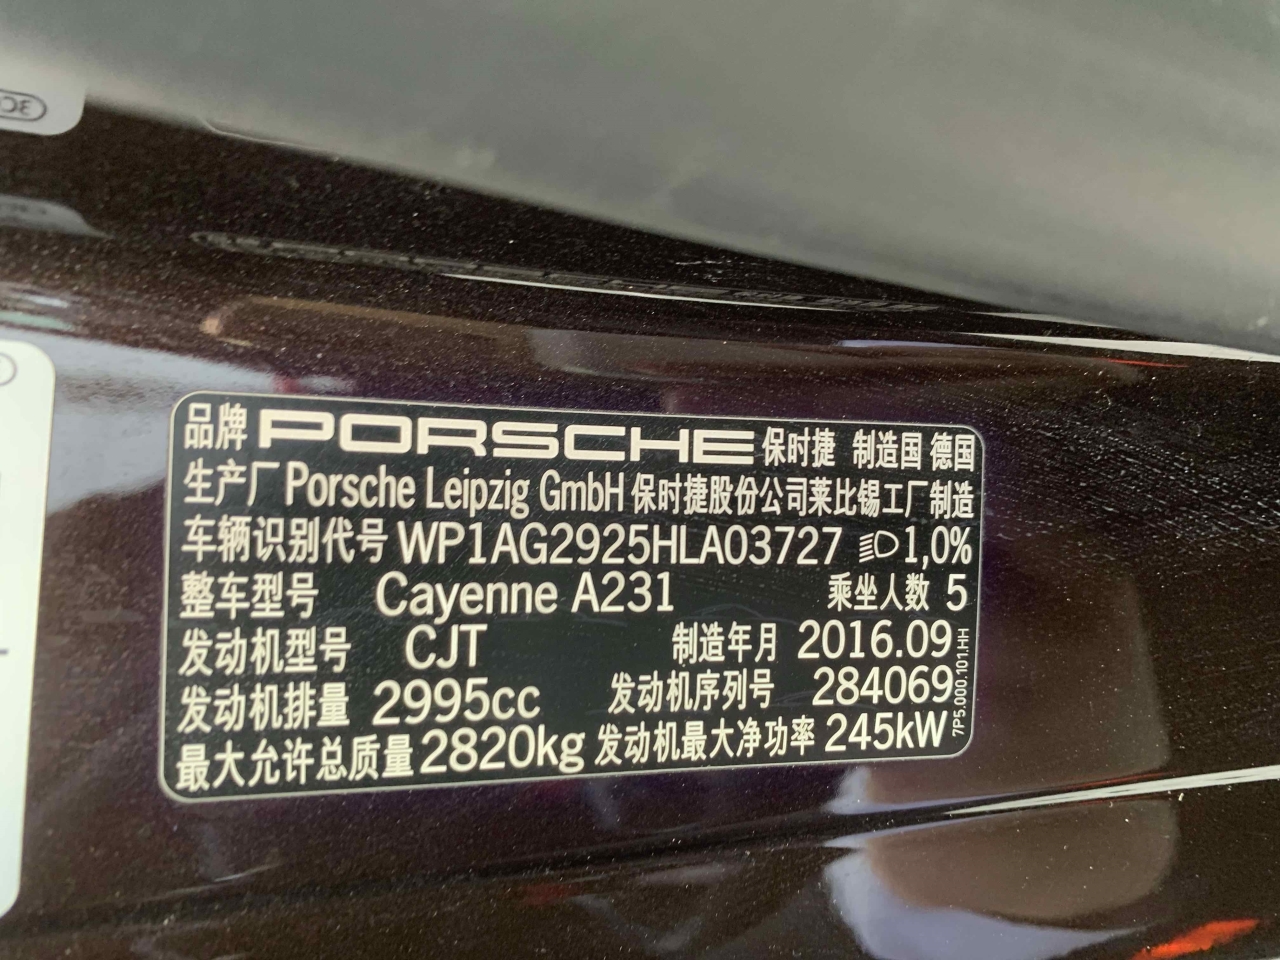 品牌 PORSCHE 保时捷 制造国 德国
生产厂 Porsche Leipzig GmbH 保时捷股份公司莱比锡工厂制造
车辆识别代号 WP1AG2925HLA03727 1,0%
整车型号 Cayenne A231 乘坐人数 5
发动机型号 CJT 制造年月 2016.09
发动机排量 2995cc 发动机序列号 284069
最大允许总质量 2820kg 发动机最大净功率 245kW
7P5.000.101.HH